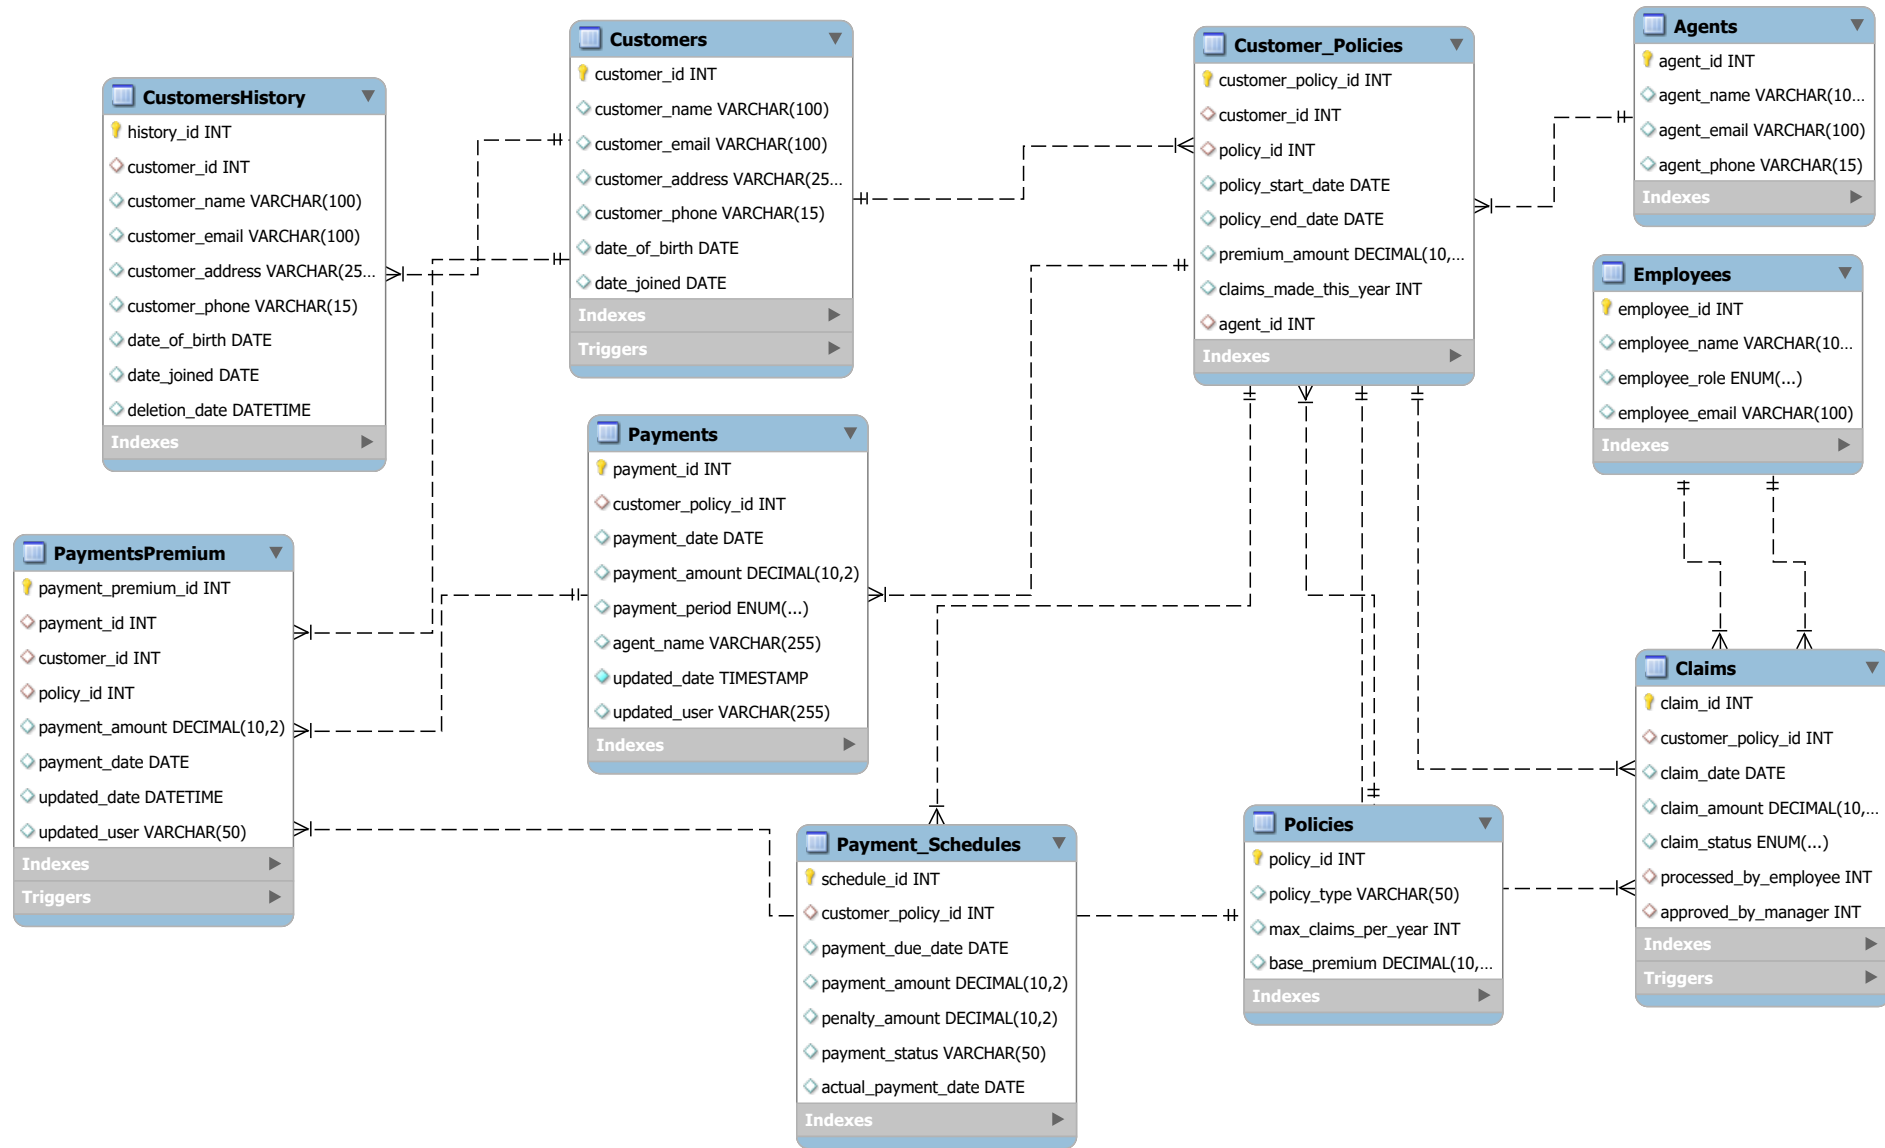 CustomersHistory
history_id INT
customer_id INT
customer_name VARCHAR(100)
customer_email VARCHAR(100)
customer_address VARCHAR(25...
customer_phone VARCHAR(15)
date_of_birth DATE
date_joined DATE
deletion_date DATETIME
Indexes
Customers
customer_id INT
customer_name VARCHAR(100)
customer_email VARCHAR(100)
customer_address VARCHAR(25...
customer_phone VARCHAR(15)
date_of_birth DATE
date_joined DATE
Indexes
Triggers
Customer_Policies
customer_policy_id INT
customer_id INT
policy_id INT
policy_start_date DATE
policy_end_date DATE
premium_amount DECIMAL(10,...
claims_made_this_year INT
agent_id INT
Indexes
Agents
agent_id INT
agent_name VARCHAR(10...
agent_email VARCHAR(100)
agent_phone VARCHAR(15)
Indexes
Employees
employee_id INT
employee_name VARCHAR(10...
employee_role ENUM(...)
employee_email VARCHAR(100)
Indexes
Payments
payment_id INT
customer_policy_id INT
payment_date DATE
payment_amount DECIMAL(10,2)
payment_period ENUM(...)
agent_name VARCHAR(255)
updated_date TIMESTAMP
updated_user VARCHAR(255)
Indexes
PaymentsPremium
payment_premium_id INT
payment_id INT
customer_id INT
policy_id INT
payment_amount DECIMAL(10,2)
payment_date DATE
updated_date DATETIME
updated_user VARCHAR(50)
Indexes
Triggers
Payment_Schedules
schedule_id INT
customer_policy_id INT
payment_due_date DATE
payment_amount DECIMAL(10,2)
penalty_amount DECIMAL(10,2)
payment_status VARCHAR(50)
actual_payment_date DATE
Indexes
Policies
policy_id INT
policy_type VARCHAR(50)
max_claims_per_year INT
base_premium DECIMAL(10,...
Indexes
Claims
claim_id INT
customer_policy_id INT
claim_date DATE
claim_amount DECIMAL(10,...
claim_status ENUM(...)
processed_by_employee INT
approved_by_manager INT
Indexes
Triggers